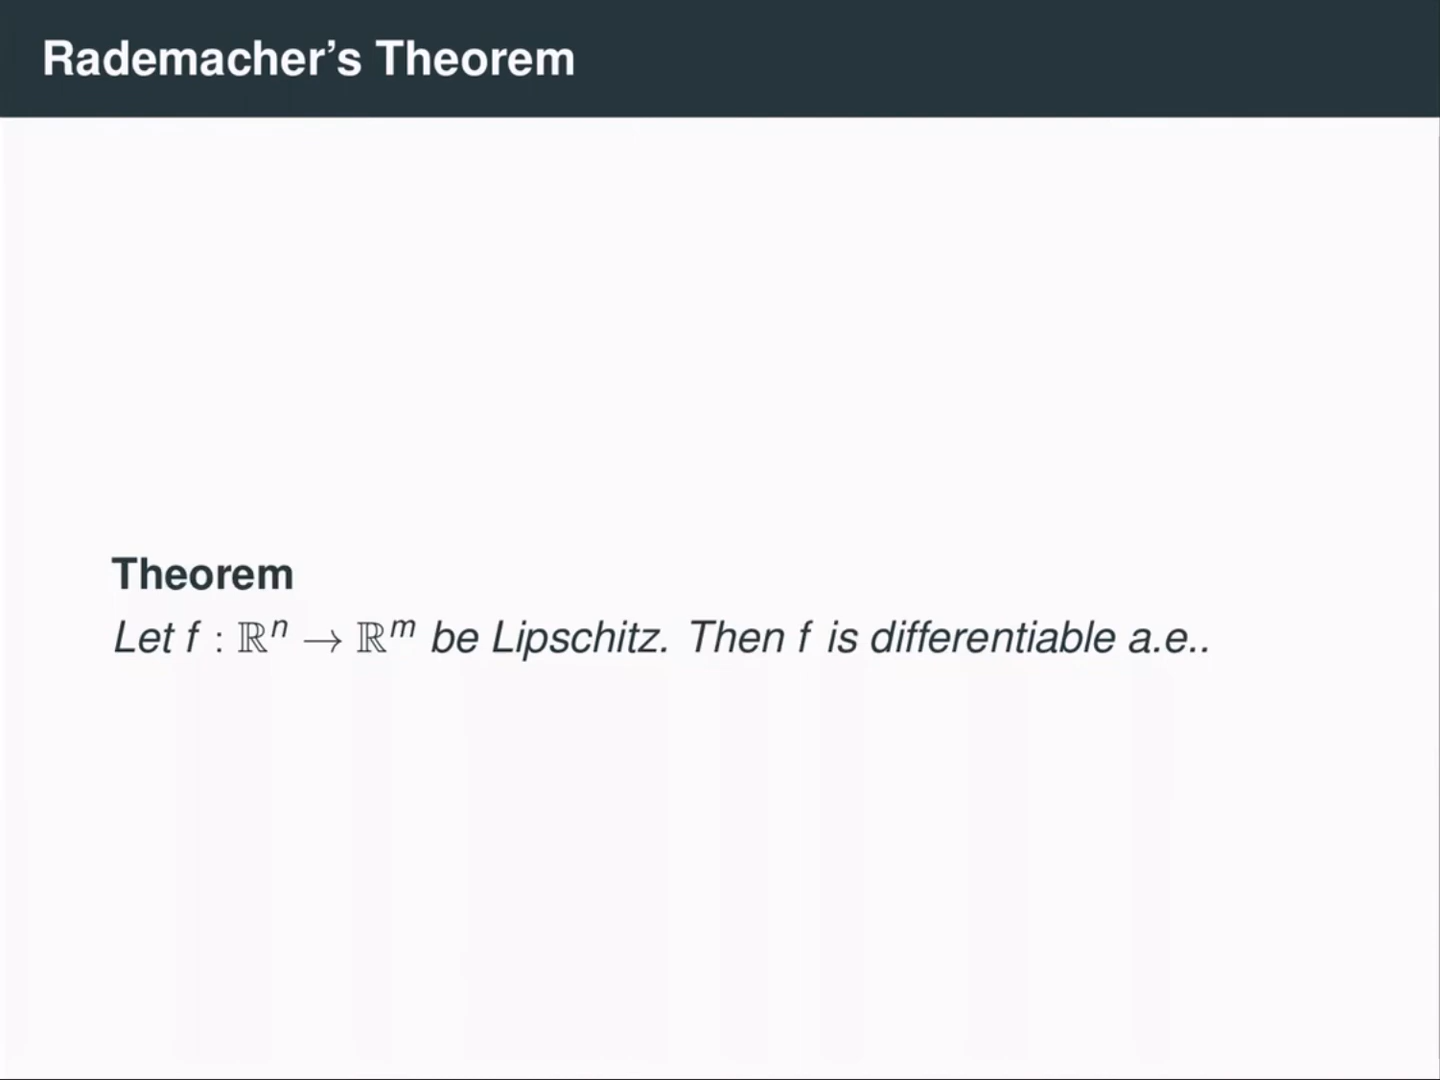 Rademacher's Theorem
Theorem
Let f : ℝⁿ → ℝᵐ be Lipschitz. Then f is differentiable a.e..